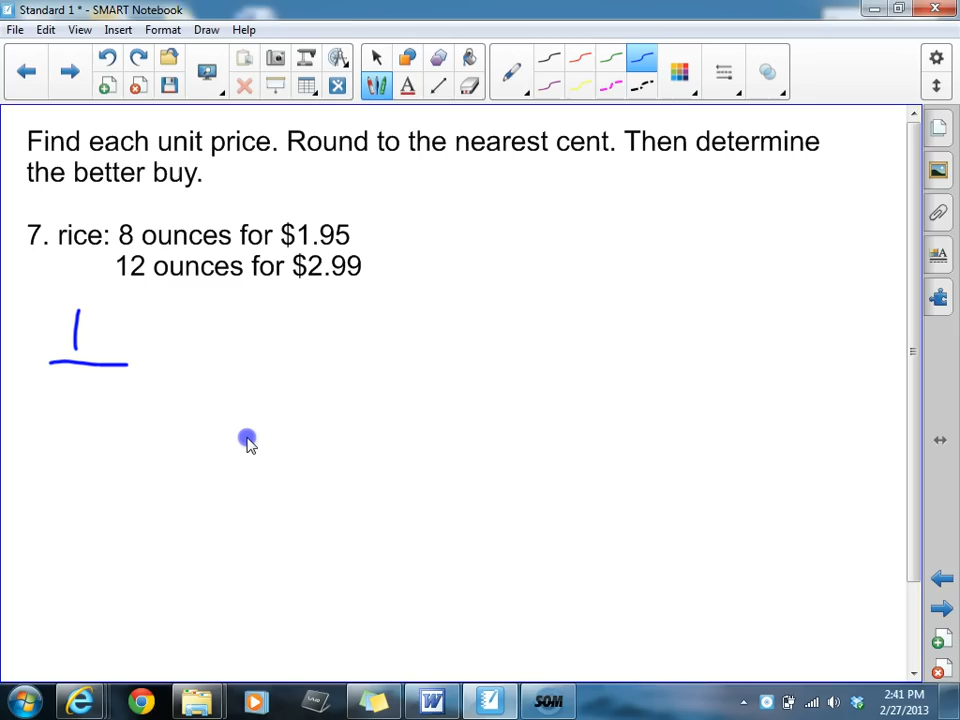 Standard 1 * - SMART Notebook
File Edit View Insert Format Draw Help
Find each unit price. Round to the nearest cent. Then determine
the better buy.
7. rice: 8 ounces for $1.95
12 ounces for $2.99
1
2:41 PM
2/27/2013